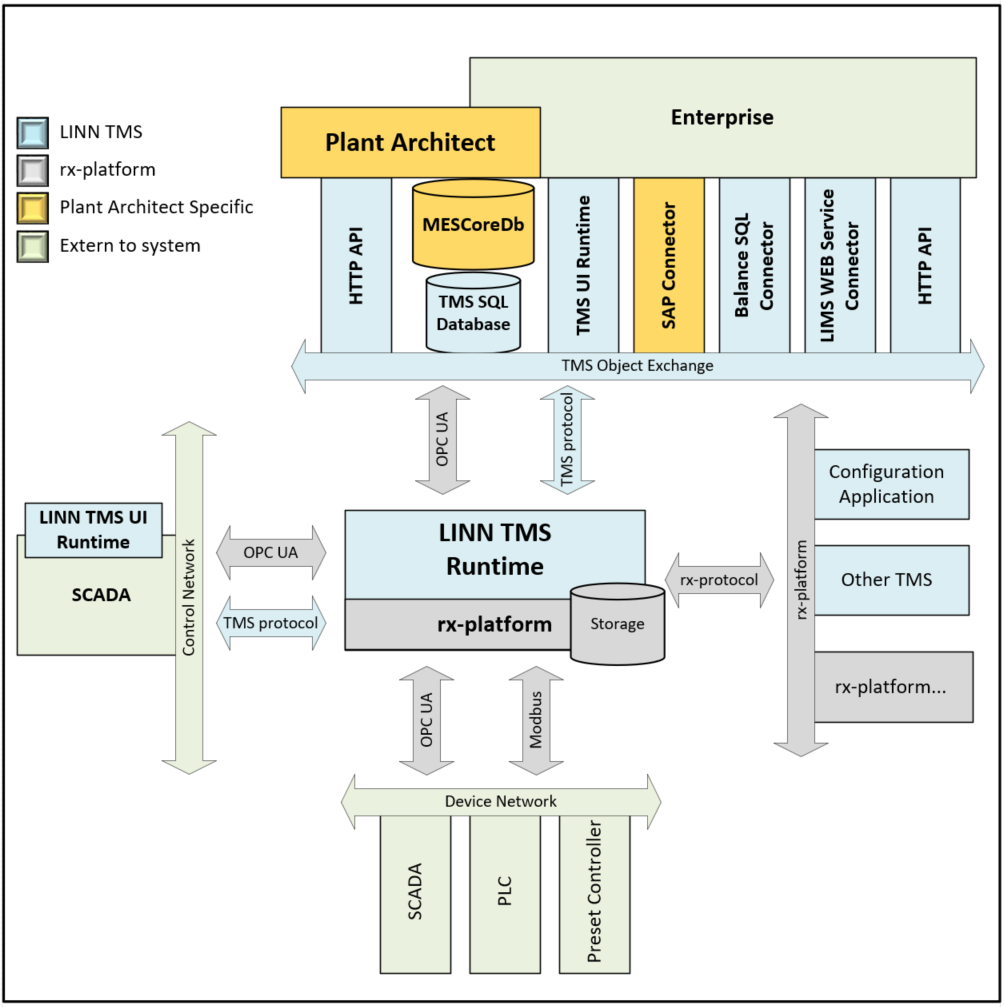 LINN TMS
rx-platform
Plant Architect Specific
Extern to system
Enterprise
Plant Architect
HTTP API
MESCoreDb
TMS SQL
Database
TMS UI Runtime
SAP Connector
Balance SQL
Connector
LIMS WEB Service
Connector
HTTP API
TMS Object Exchange
OPC UA
TMS protocol
LINN TMS UI
Runtime
SCADA
Control Network
OPC UA
TMS protocol
LINN TMS
Runtime
rx-platform
Storage
rx-protocol
rx-platform
Configuration
Application
Other TMS
rx-platform...
OPC UA
Modbus
Device Network
SCADA
PLC
Preset Controller